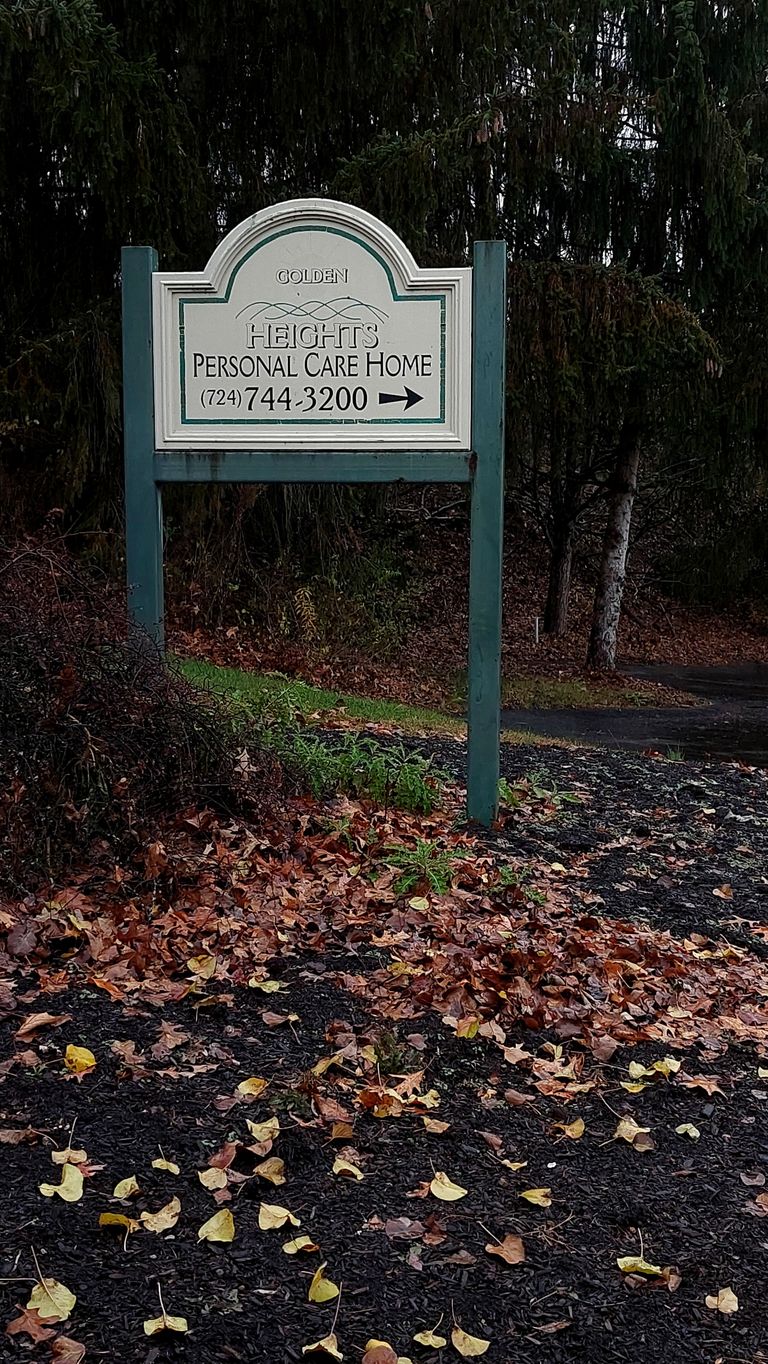 GOLDEN
HEIGHTS
PERSONAL CARE HOME
(724) 744-3200